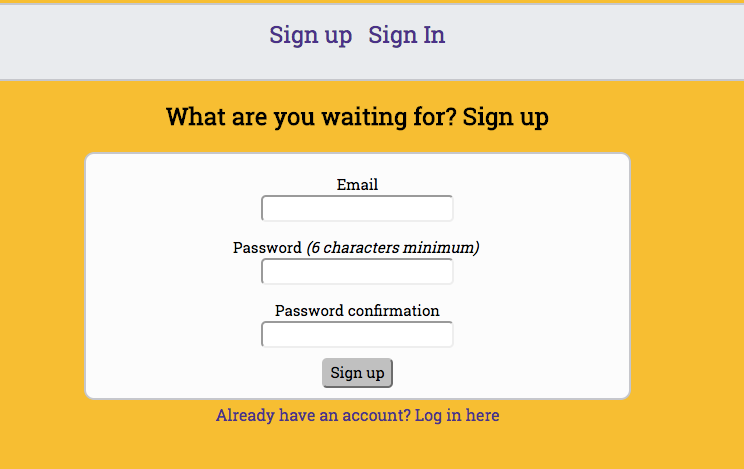 Sign up Sign In
What are you waiting for? Sign up
Email
Password (6 characters minimum)
Password confirmation
Sign up
Already have an account? Log in here